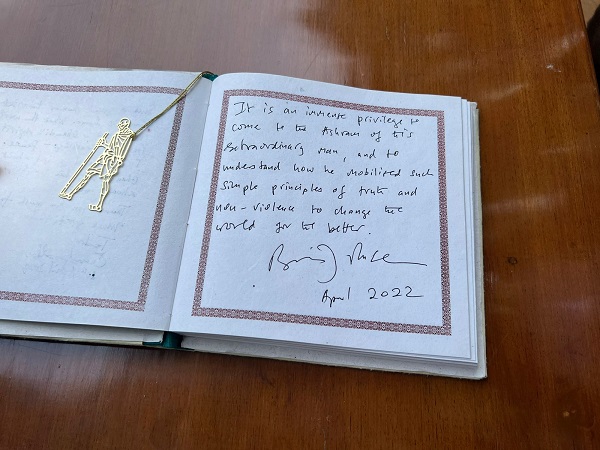 It is an immense privilege to
come to the Ashram of this
extraordinary man, and to
understand how he mobilised such
simple principles of truth and
non-violence to change the
world for the better.
April 2022